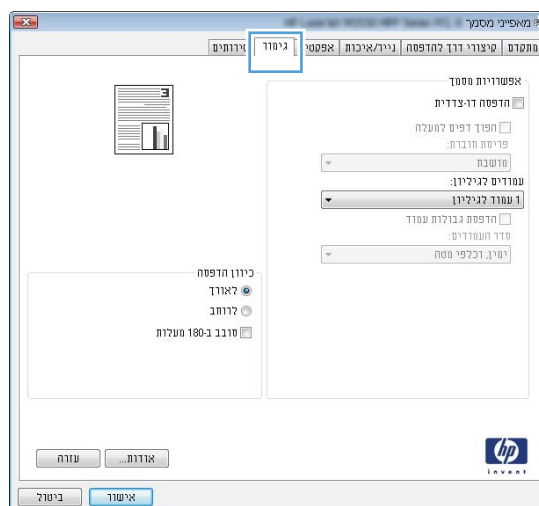 מאפייני מסמך
מתקדם קיצורי דרך להדפסה נייר/איכות גימור שירותים
אפשרויות מסמך
הדפסה דו-צדדית
הפוך דפים למעלה
פריסת חוברת:
מושבת
עמודים לגיליון:
1 עמוד לגיליון
הדפסת גבולות עמוד
סדר העמודים:
ימין, וכלפי מטה
כיוון הדפסה
לאורך
לרוחב
סובב ב-180 מעלות
hp
invent
אודות... עזרה
אישור ביטול